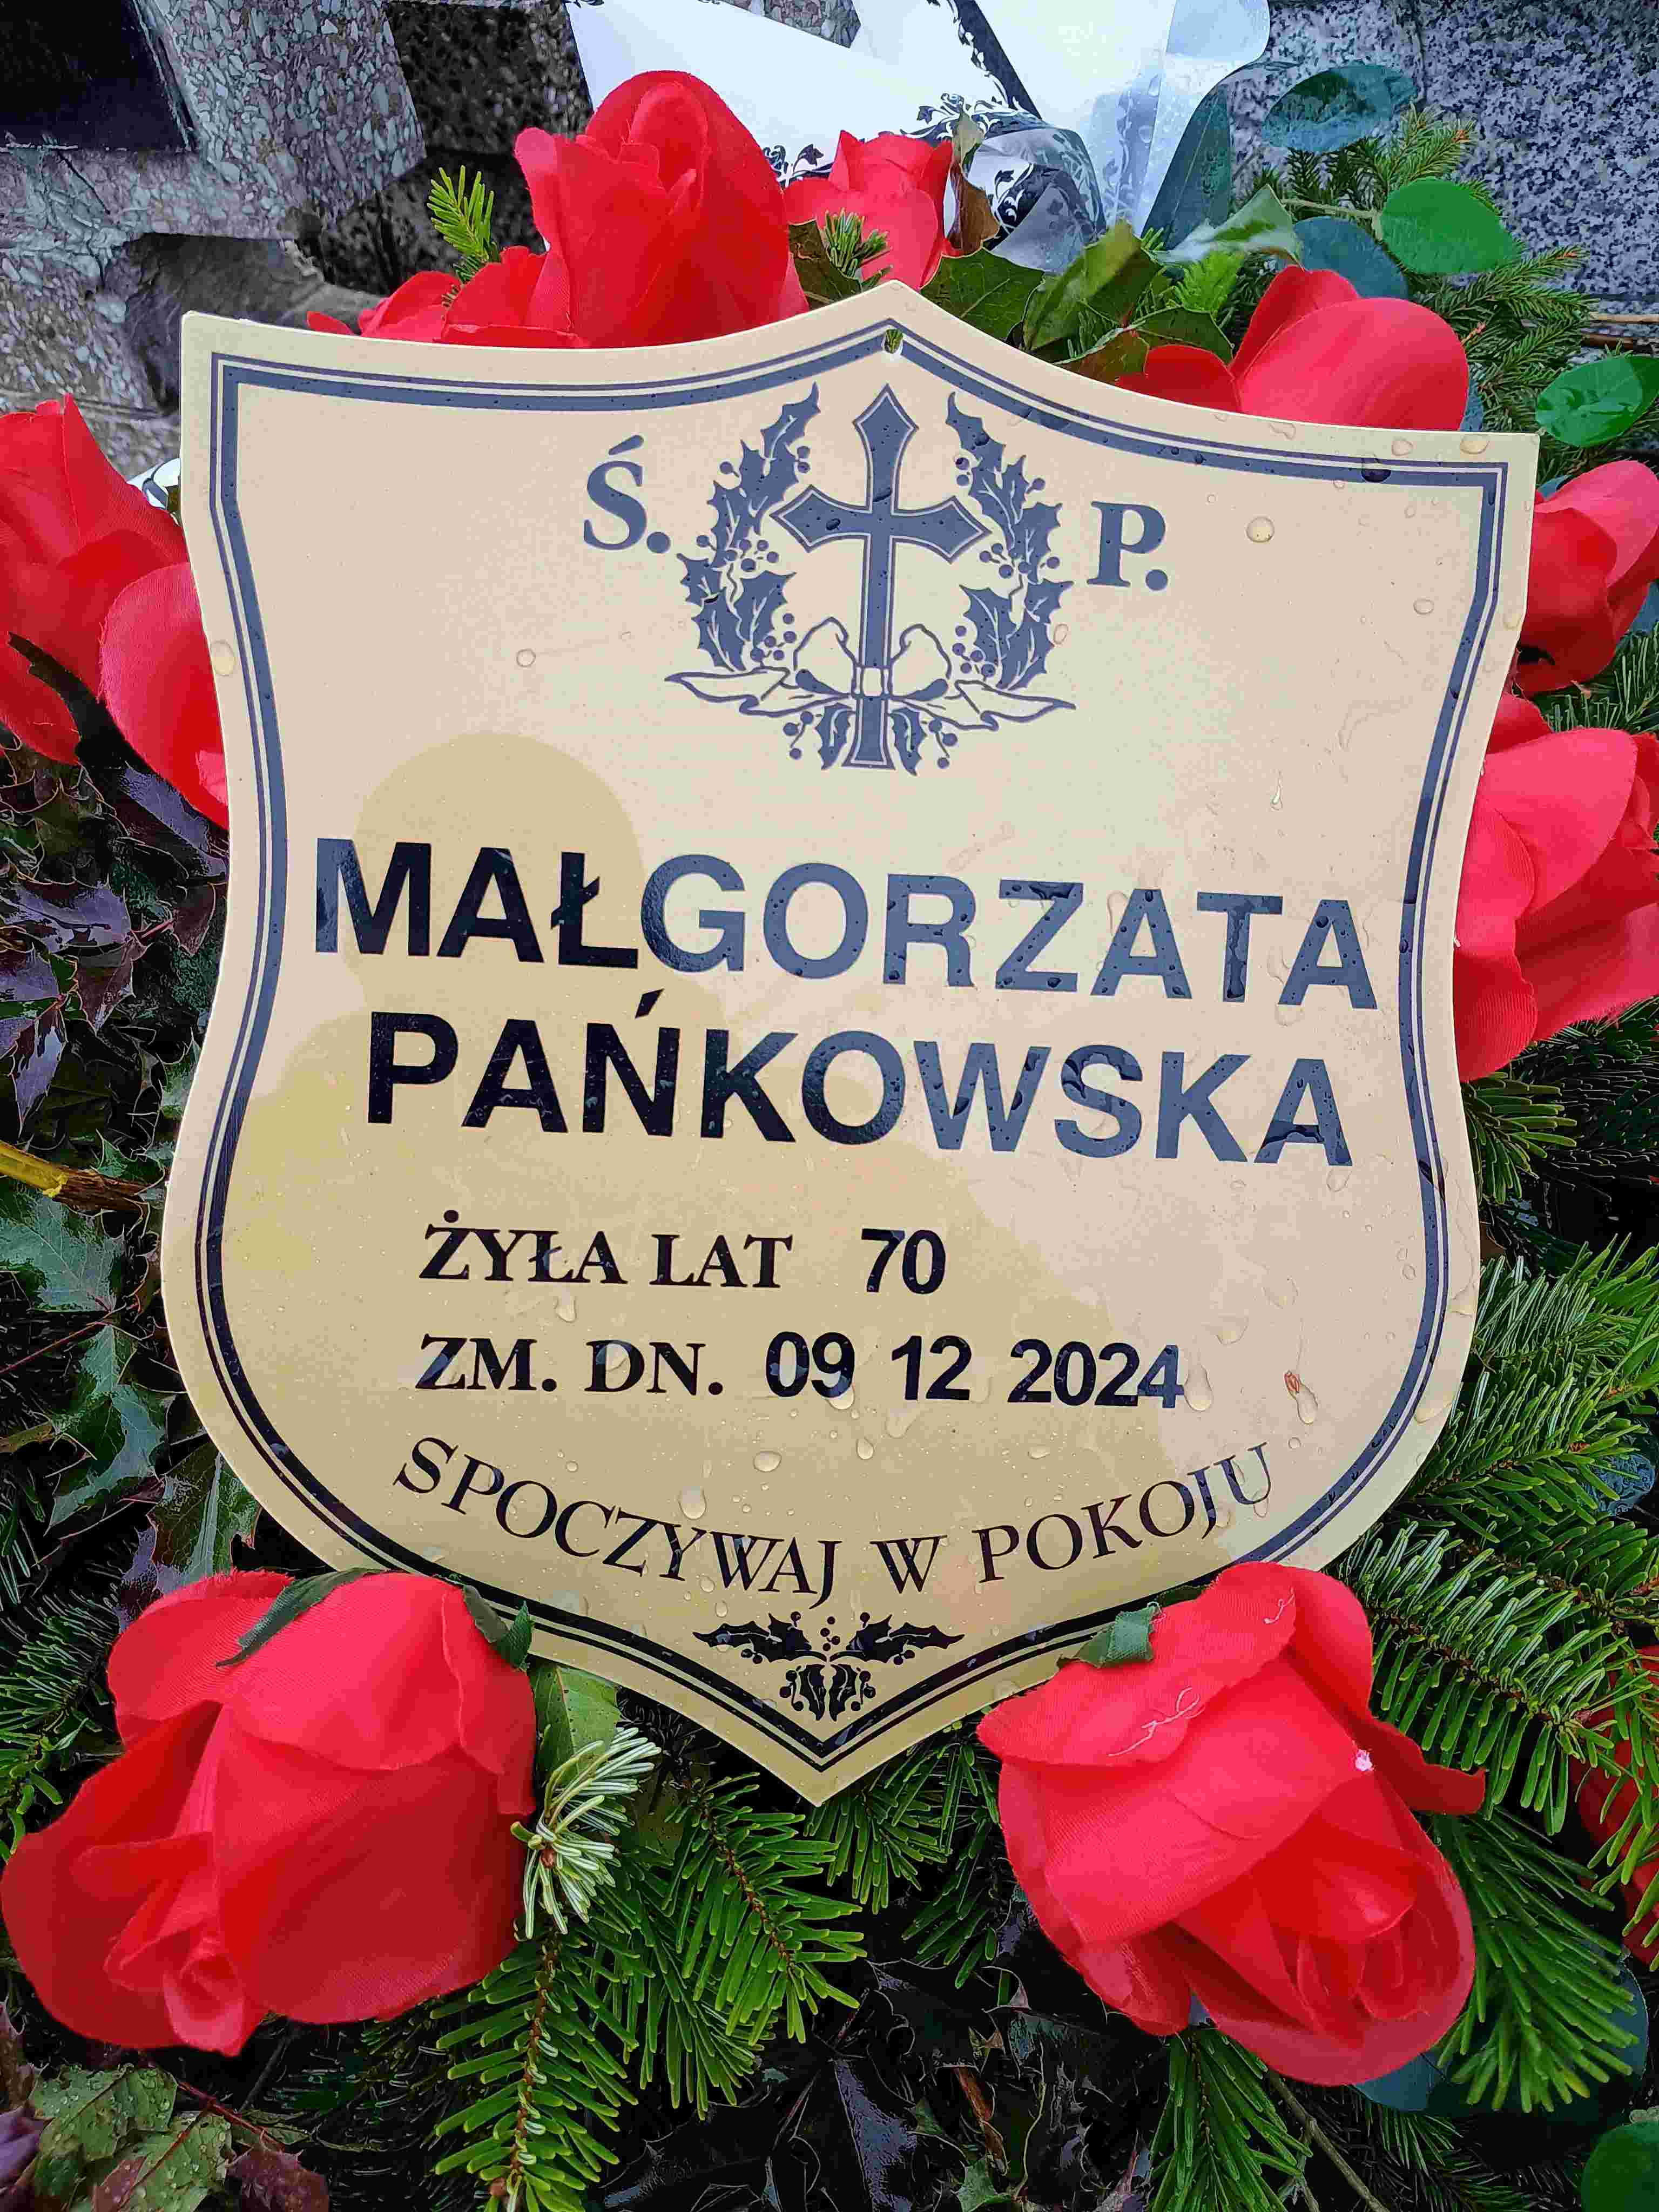 Ś. P.
MAŁGORZATA
PAŃKOWSKA
ŻYŁA LAT 70
ZM. DN. 09 12 2024
SPOCZYWAJ W POKOJU